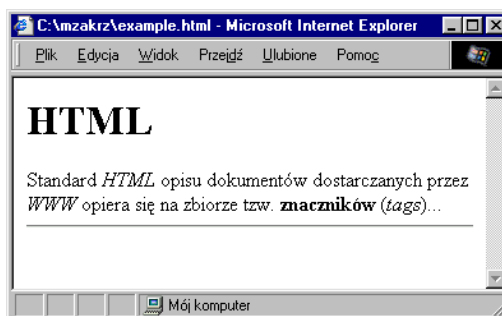 C:\mzakrz\example.html - Microsoft Internet Explorer
Plik Edycja Widok Przejdź Ulubione Pomoc
HTML
Standard HTML opisu dokumentów dostarczanych przez
WWW opiera się na zbiorze tzw. znaczników (tags)...
Mój komputer